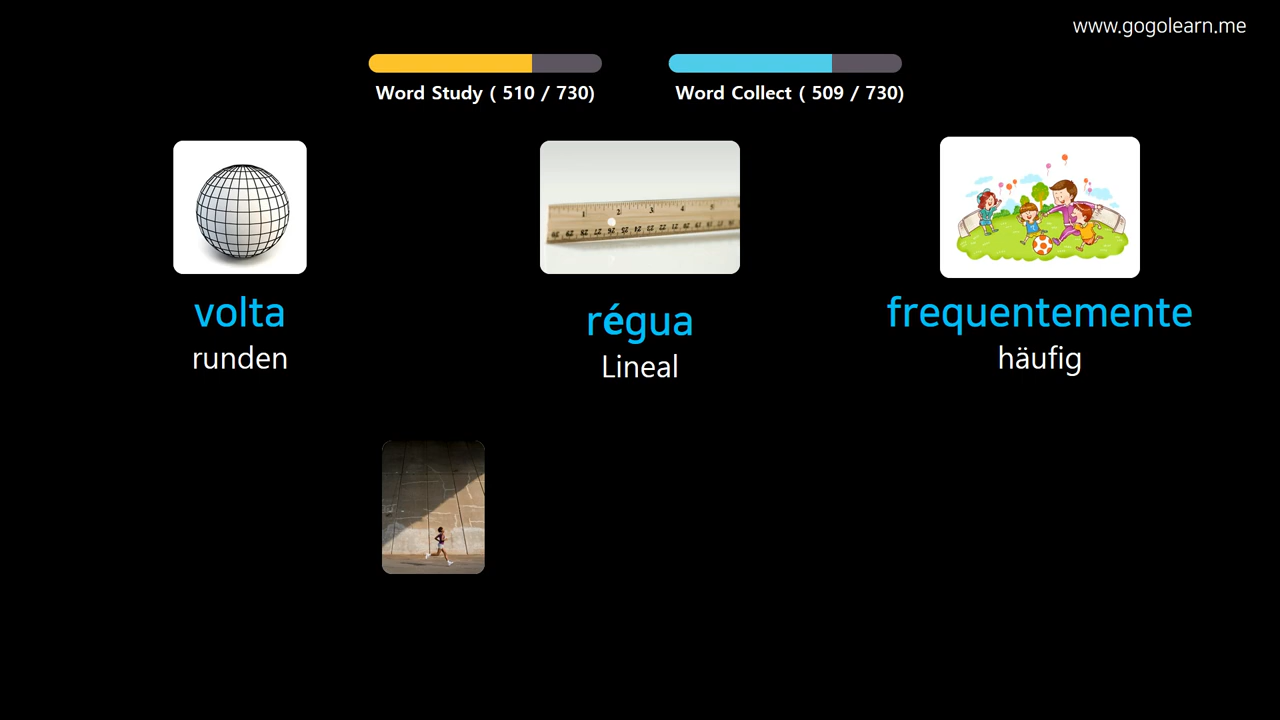 www.gogolearn.me
Word Study ( 510 / 730)
Word Collect ( 509 / 730)
volta
runden
régua
Lineal
frequentemente
häufig